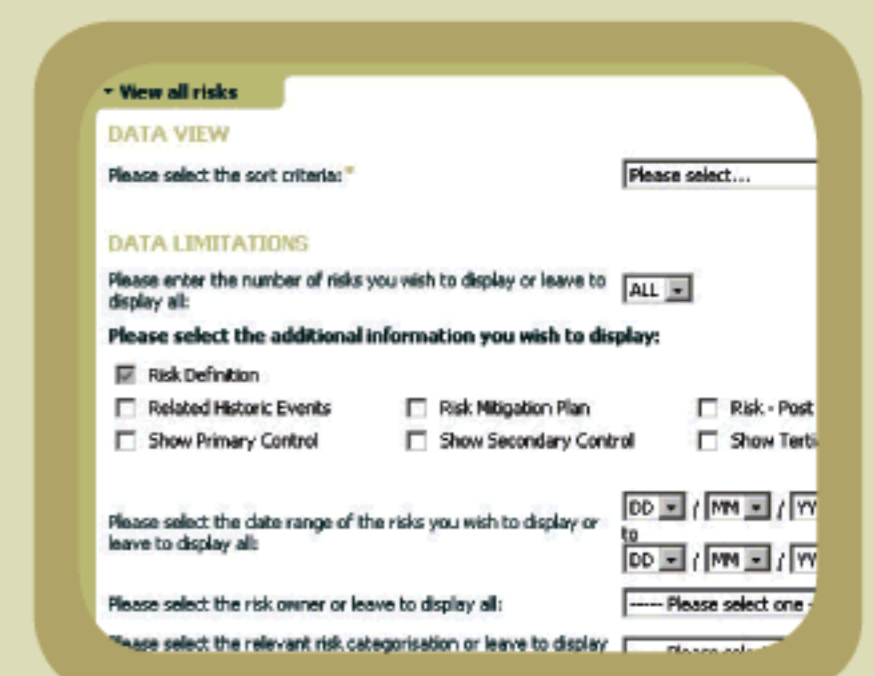 View all risks
DATA VIEW
Please select the sort criteria:* Please select...
DATA LIMITATIONS
Please enter the number of risks you wish to display or leave to
display all: ALL
Please select the additional information you wish to display:
Risk Definition
Related Historic Events Risk Mitigation Plan Risk - Post
Show Primary Control Show Secondary Control Show
DD / MM / YY
Please select the date range of the risks you wish to display or
leave to display all:
to
DD / MM / YY
Please select the risk owner or leave to display all: ----- Please select one -
Please select the relevant risk categorisation or leave to display